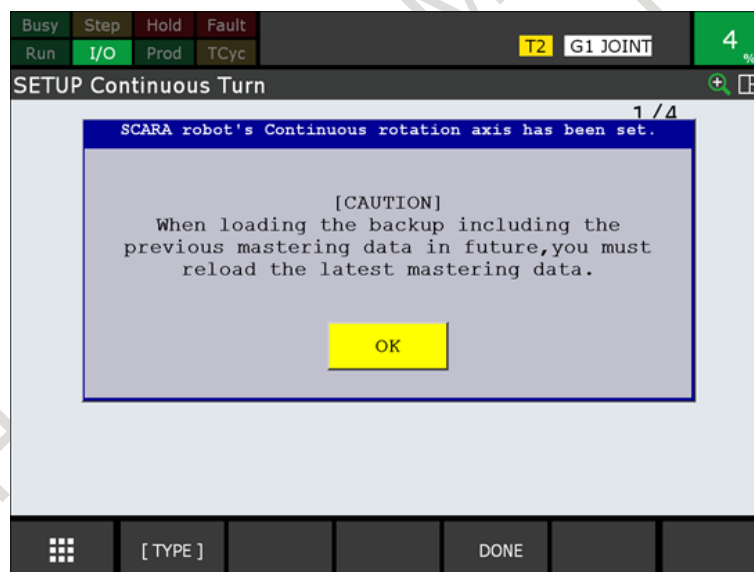 Busy Step Hold Fault
Run I/O Prod TCyc T2 G1 JOINT 4 %
SETUP Continuous Turn
1/4
SCARA robot's Continuous rotation axis has been set.
[CAUTION]
When loading the backup including the
previous mastering data in future,you must
reload the latest mastering data.
OK
[ TYPE ] DONE